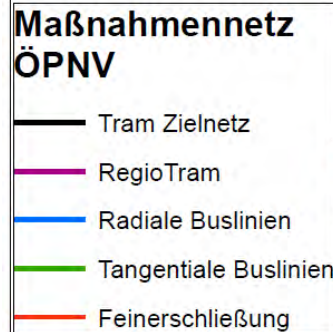 Maßnahmennetz
ÖPNV
Tram Zielnetz
RegioTram
Radiale Buslinien
Tangentiale Buslinien
Feinerschließung